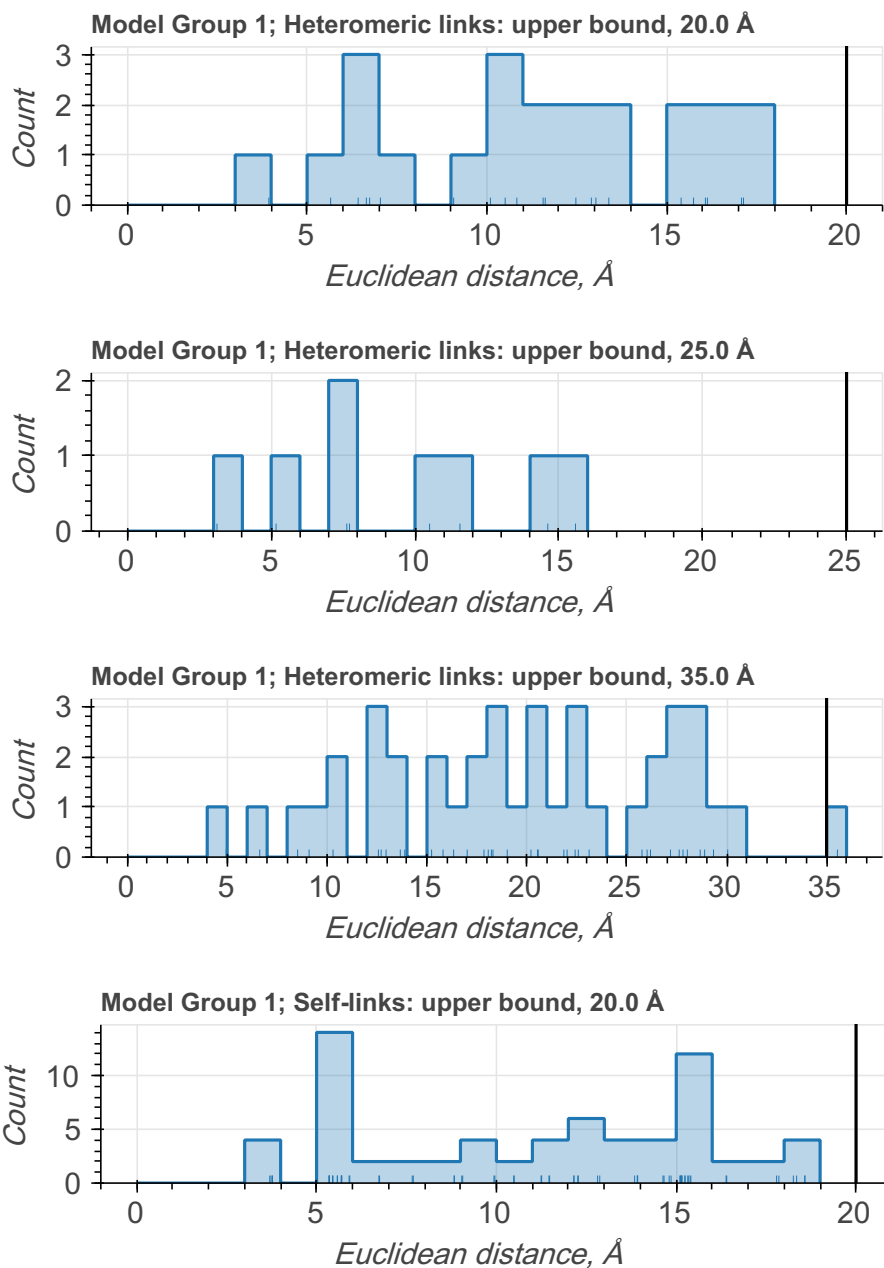 Model Group 1; Heteromeric links: upper bound, 20.0 Å
3
2
1
0
Count
0 5 10 15 20
Euclidean distance, Å
Model Group 1; Heteromeric links: upper bound, 25.0 Å
2
1
0
Count
0 5 10 15 20 25
Euclidean distance, Å
Model Group 1; Heteromeric links: upper bound, 35.0 Å
3
2
1
0
Count
0 5 10 15 20 25 30 35
Euclidean distance, Å
Model Group 1; Self-links: upper bound, 20.0 Å
10
5
0
Count
0 5 10 15 20
Euclidean distance, Å